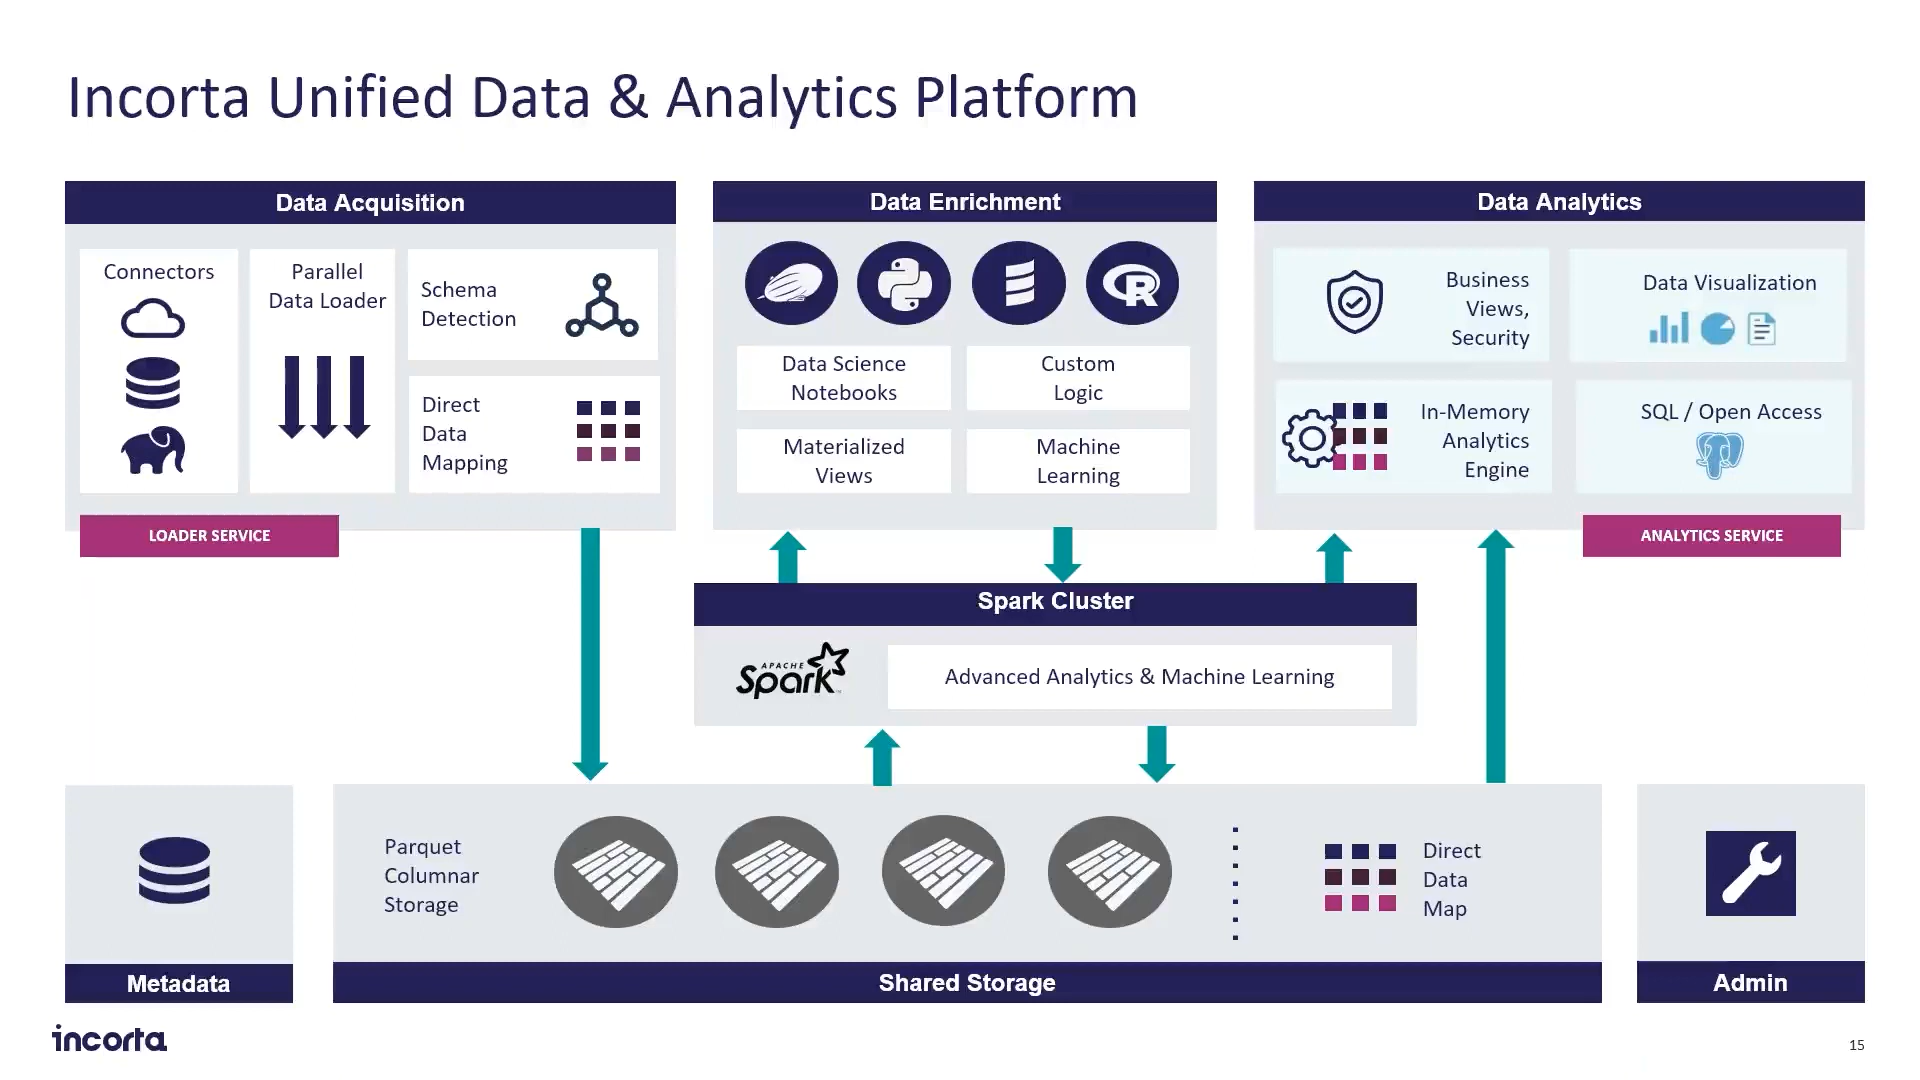 Incorta Unified Data & Analytics Platform
Data Acquisition
Connectors
Parallel
Data Loader
Schema
Detection
Direct
Data
Mapping
LOADER SERVICE
Data Enrichment
R
Data Science
Notebooks
Custom
Logic
Materialized
Views
Machine
Learning
Data Analytics
Business
Views,
Security
Data Visualization
In-Memory
Analytics
Engine
SQL / Open Access
ANALYTICS SERVICE
Spark Cluster
APACHE
Spark
Advanced Analytics & Machine Learning
Metadata
Parquet
Columnar
Storage
Direct
Data
Map
Shared Storage
Admin
incorta
15